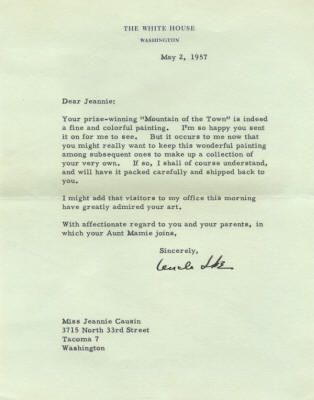 THE WHITE HOUSE
WASHINGTON
May 2, 1957
Dear Jeannie:
Your prize-winning "Mountain of the Town" is indeed
a fine and colorful painting. I'm so happy you sent
it on for me to see. But it occurs to me now that
you might really want to keep this wonderful painting
among subsequent ones to make up a collection of
your very own. If so, I shall of course understand,
and will have it packed carefully and shipped back to
you.
I might add that visitors to my office this morning
have greatly admired your art.
With affectionate regard to you and your parents, in
which your Aunt Mamie joins,
Sincerely,
Uncle Ike
Miss Jeannie Causin
3715 North 33rd Street
Tacoma 7
Washington